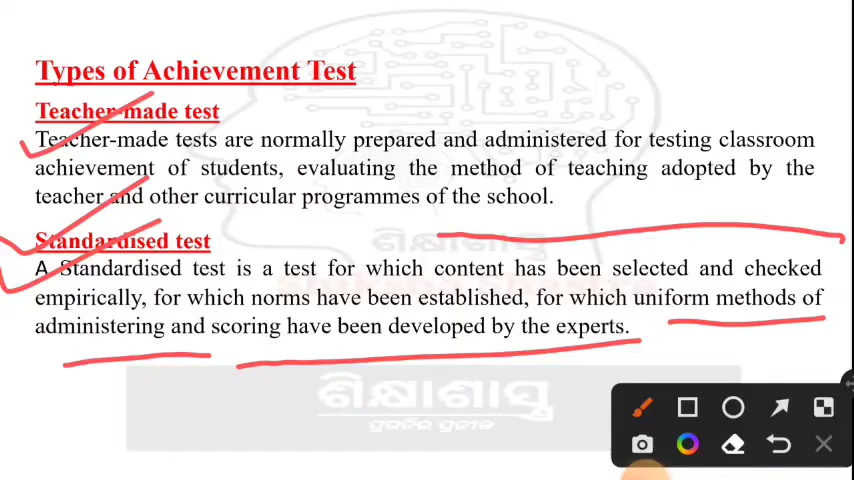 Types of Achievement Test
Teacher-made test
Teacher-made tests are normally prepared and administered for testing classroom
achievement of students, evaluating the method of teaching adopted by the
teacher and other curricular programmes of the school.
ଶିକ୍ଷାଶାସ୍ତ୍ର
Standardised test
A Standardised test is a test for which content has been selected and checked
Shiksha Shastra
empirically, for which norms have been established, for which uniform methods of
administering and scoring have been developed by the experts.
ଶିକ୍ଷାଶାସ୍ତ୍ର